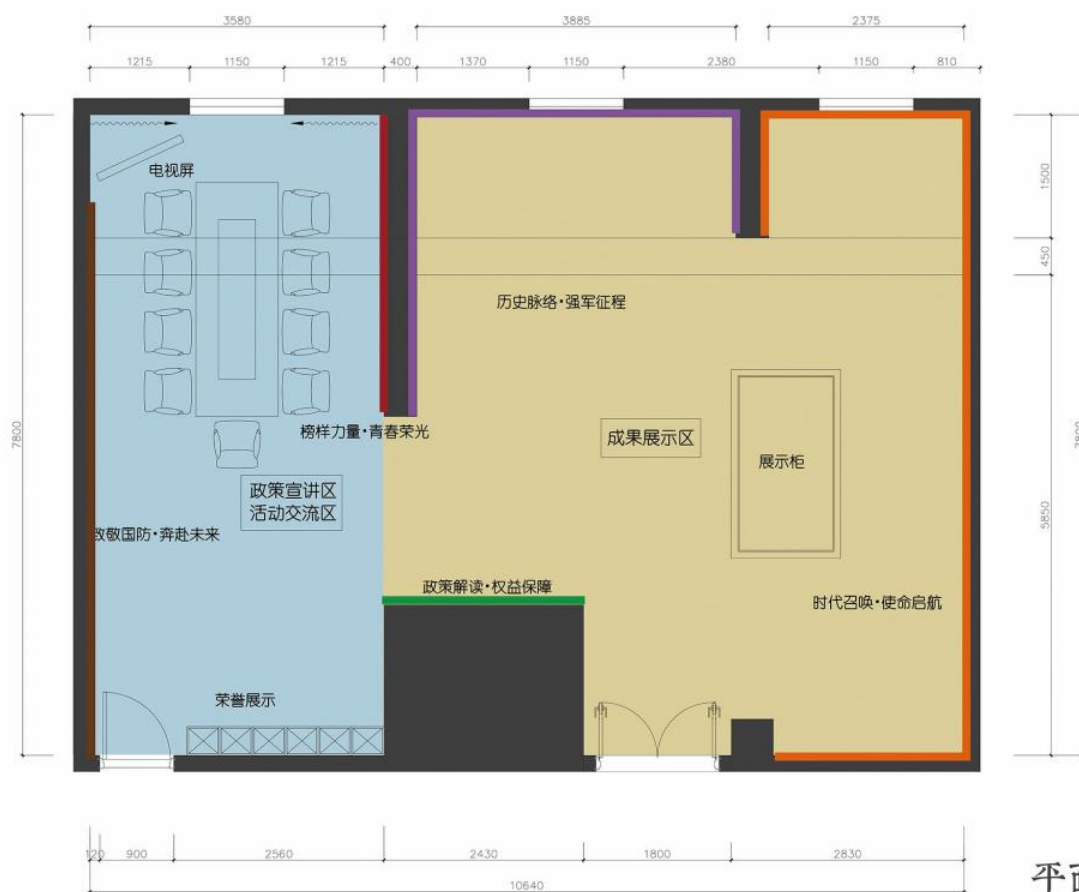 3580
3885
2375
1215
1150
1215
400
1370
1150
2380
1150
810
电视屏
1500
450
历史脉络·强军征程
7800
榜样力量·青春荣光
成果展示区
展示柜
7800
政策宣讲区
活动交流区
5850
致敬国防·奔赴未来
政策解读·权益保障
时代召唤·使命启航
荣誉展示
120
900
2560
2430
1800
2830
10640
平面